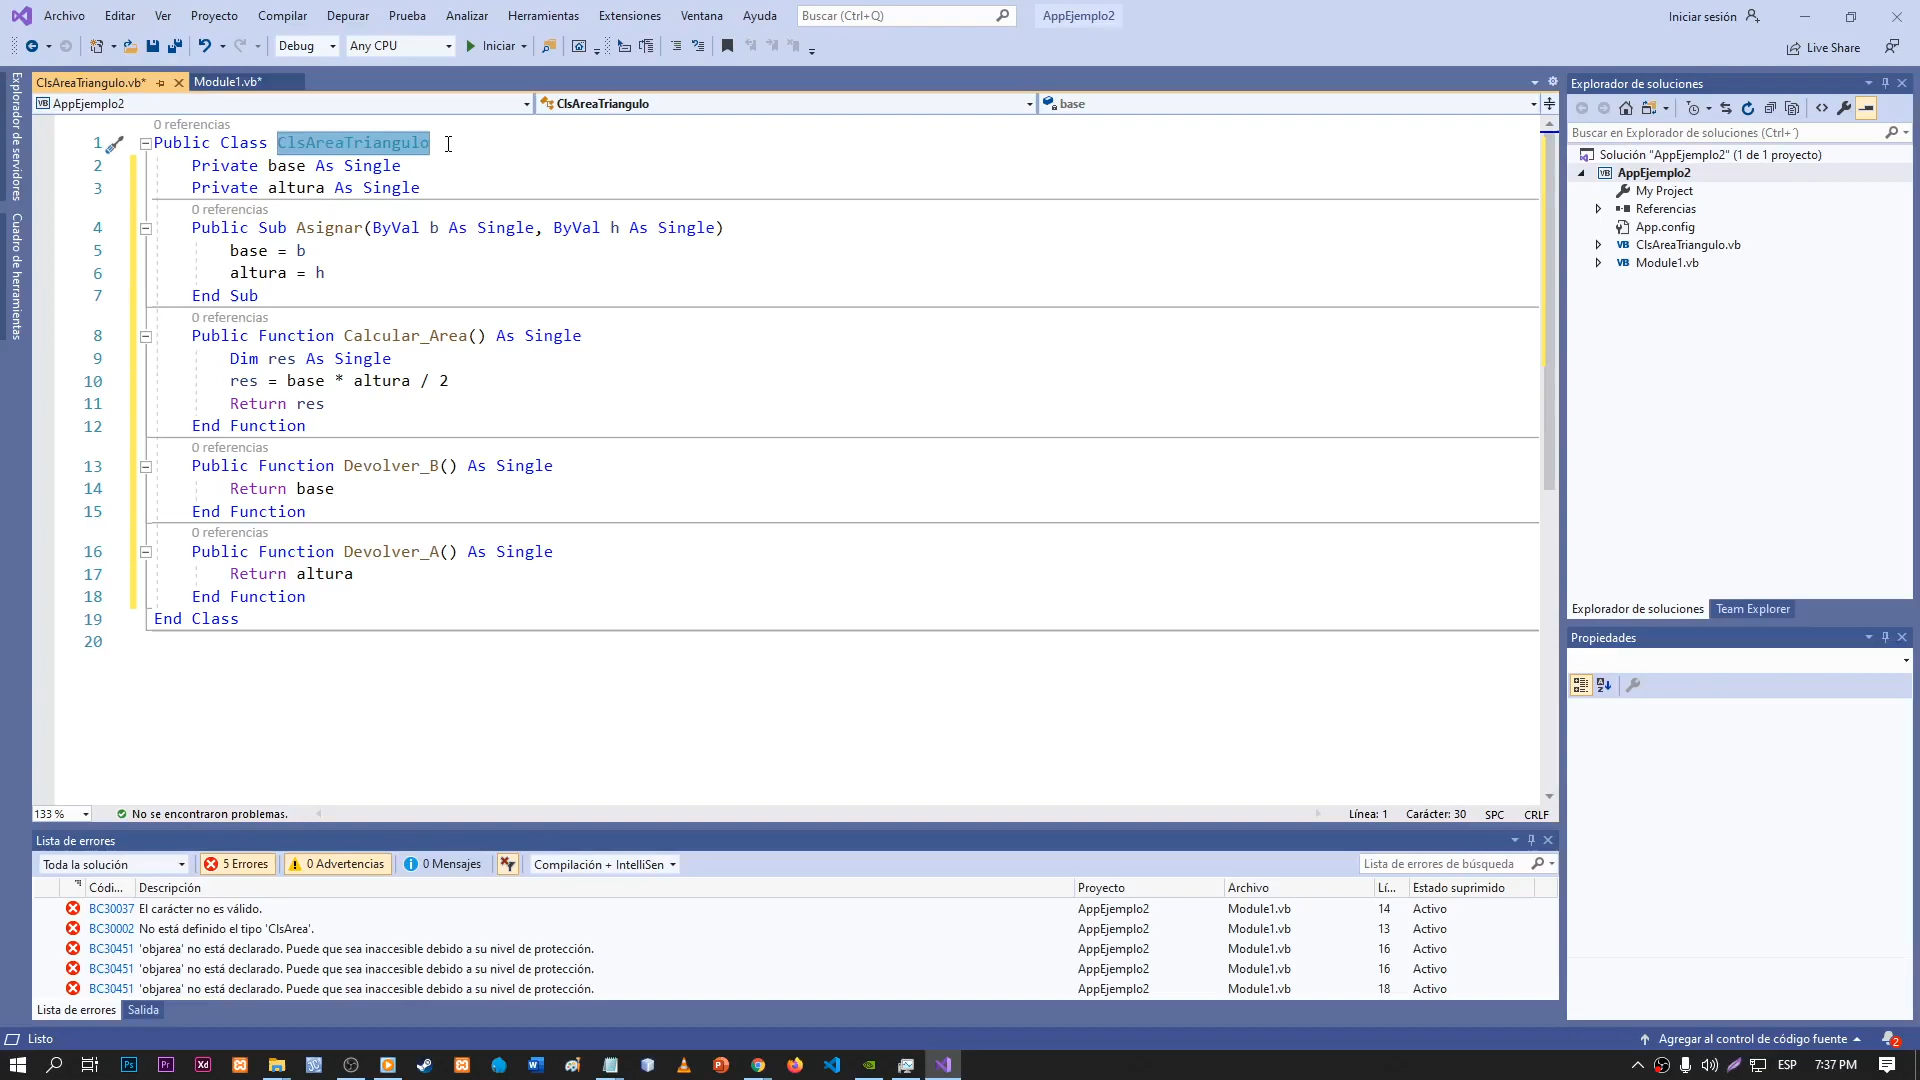 Archivo Editar Ver Proyecto Compilar Depurar Prueba Analizar Herramientas Extensiones Ventana Ayuda Buscar (Ctrl+Q) AppEjemplo2 Iniciar sesión
Debug Any CPU Iniciar Live Share
Explorador de servidores
Cuadro de herramientas
ClsAreaTriangulo.vb* Module1.vb*
AppEjemplo2 ClsAreaTriangulo base
0 referencias
1 Public Class ClsAreaTriangulo
2 Private base As Single
3 Private altura As Single
0 referencias
4 Public Sub Asignar(ByVal b As Single, ByVal h As Single)
5 base = b
6 altura = h
7 End Sub
0 referencias
8 Public Function Calcular_Area() As Single
9 Dim res As Single
10 res = base * altura / 2
11 Return res
12 End Function
0 referencias
13 Public Function Devolver_B() As Single
14 Return base
15 End Function
0 referencias
16 Public Function Devolver_A() As Single
17 Return altura
18 End Function
19 End Class
20
133 % No se encontraron problemas. Línea: 1 Carácter: 30 SPC CRLF
Explorador de soluciones
Buscar en Explorador de soluciones (Ctrl+´)
Solución "AppEjemplo2" (1 de 1 proyecto)
VB AppEjemplo2
My Project
Referencias
App.config
VB ClsAreaTriangulo.vb
VB Module1.vb
Explorador de soluciones Team Explorer
Propiedades
Lista de errores
Toda la solución 5 Errores 0 Advertencias 0 Mensajes Compilación + IntelliSen Lista de errores de búsqueda
Códi... Descripción Proyecto Archivo Lí... Estado suprimido
BC30037 El carácter no es válido. AppEjemplo2 Module1.vb 14 Activo
BC30002 No está definido el tipo 'ClsArea'. AppEjemplo2 Module1.vb 13 Activo
BC30451 'objarea' no está declarado. Puede que sea inaccesible debido a su nivel de protección. AppEjemplo2 Module1.vb 16 Activo
BC30451 'objarea' no está declarado. Puede que sea inaccesible debido a su nivel de protección. AppEjemplo2 Module1.vb 16 Activo
BC30451 'objarea' no está declarado. Puede que sea inaccesible debido a su nivel de protección. AppEjemplo2 Module1.vb 18 Activo
Lista de errores Salida
Listo Agregar al control de código fuente 2
Ps Pr Xd ESP 7:37 PM